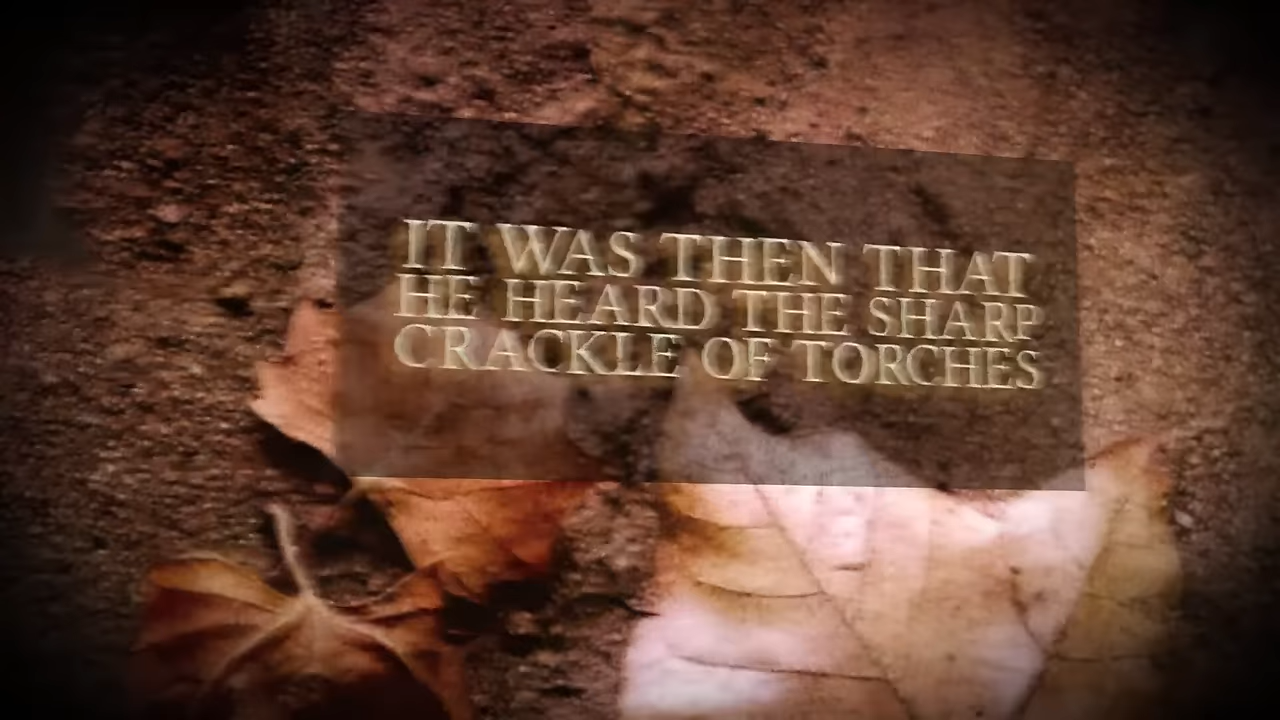 IT WAS THEN THAT
HE HEARD THE SHARP
CRACKLE OF TORCHES